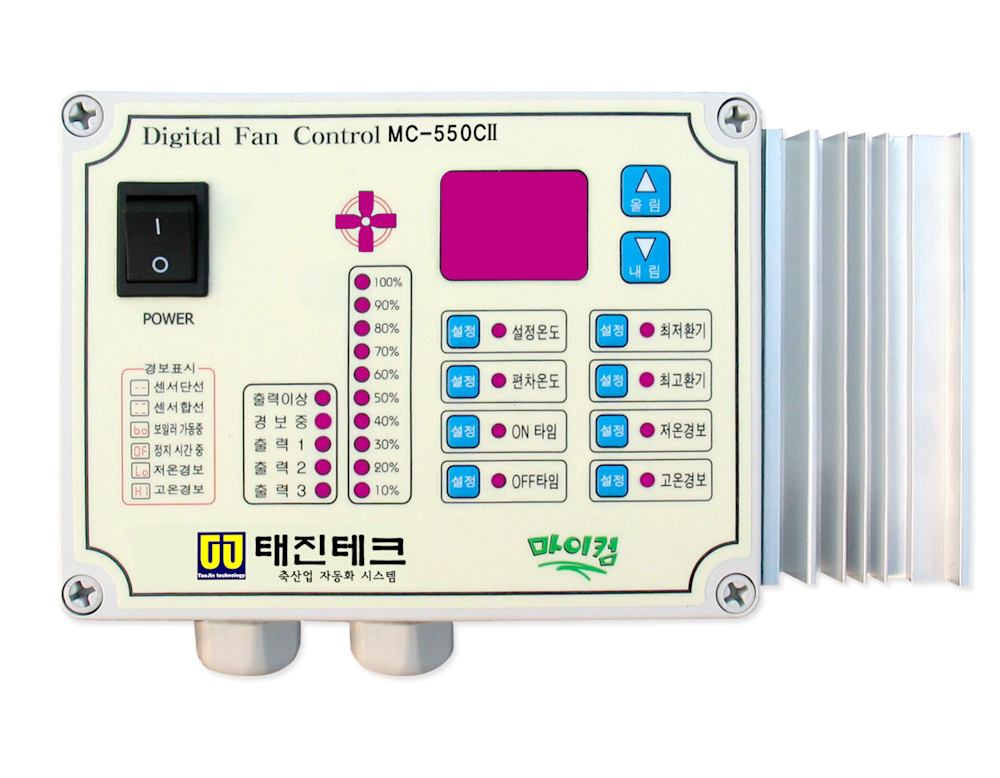 Digital Fan Control MC-550CⅡ
올 림
내 림
POWER
100%
90%
80%
70%
60%
50%
40%
30%
20%
10%
경보표시
-- 센서단선
센서합선
bo 보일러 가동중
OF 정지 시간 중
Lo 저온경보
HI 고온경보
출력이상
경 보 중
출 력 1
출 력 2
출 력 3
설정 설정온도
설정 최저환기
설정 편차온도
설정 최고환기
설정 ON 타임
설정 저온경보
설정 OFF타임
설정 고온경보
TaeJin technology
태진테크
축산업 자동화 시스템
마이컴